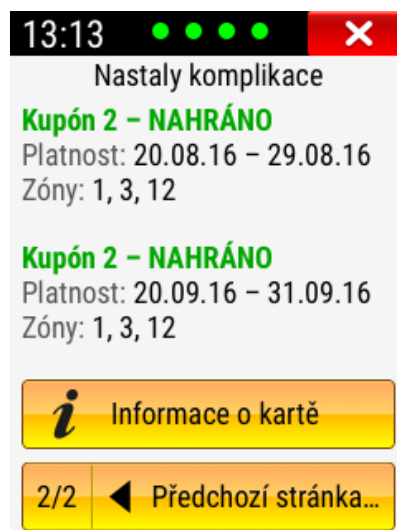 13:13
Nastaly komplikace
Kupón 2 – NAHRÁNO
Platnost: 20.08.16 – 29.08.16
Zóny: 1, 3, 12
Kupón 2 – NAHRÁNO
Platnost: 20.09.16 – 31.09.16
Zóny: 1, 3, 12
i Informace o kartě
2/2 Předchozí stránka...